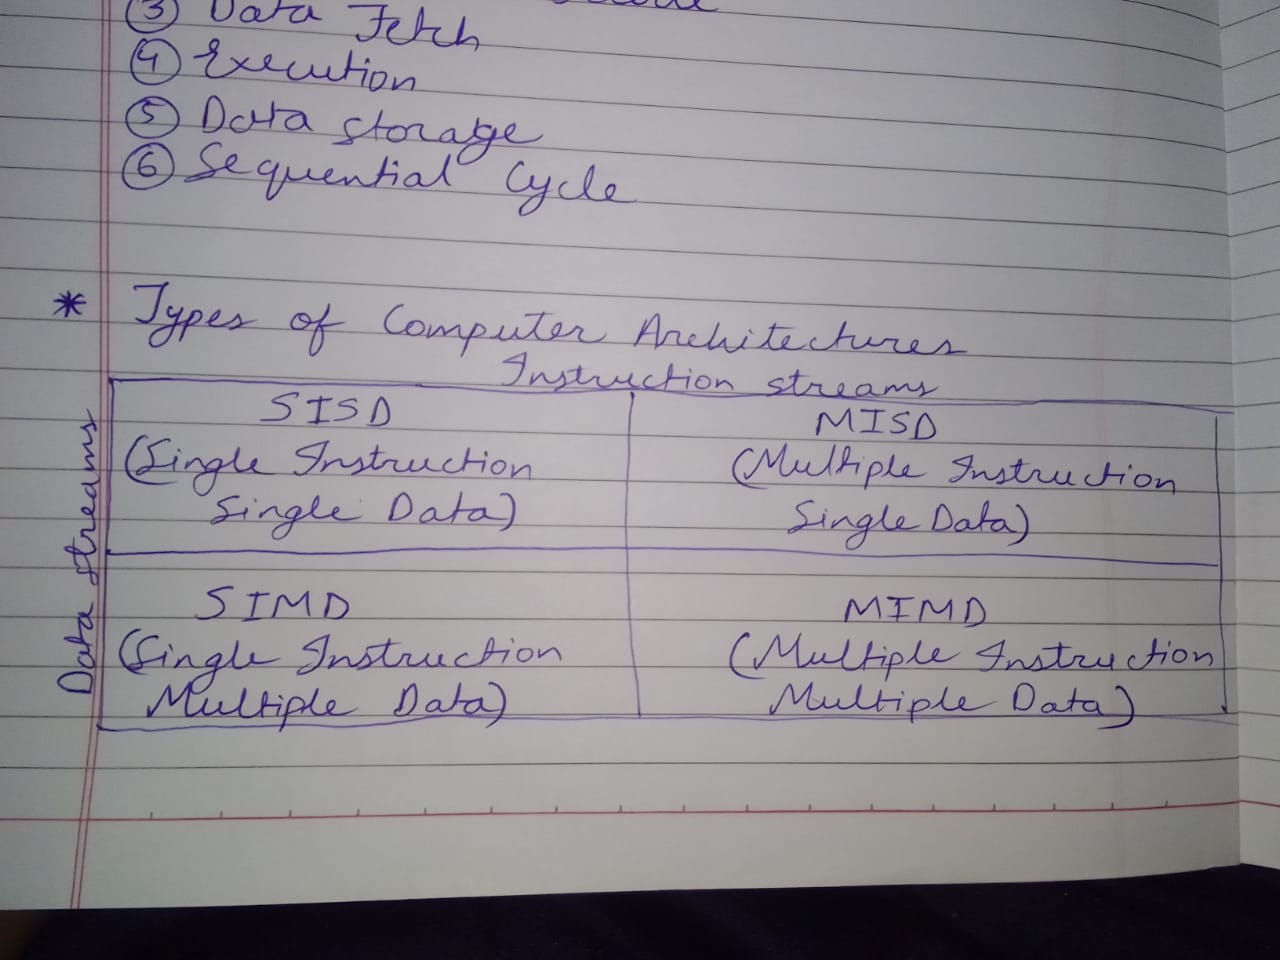 ③ Data Fetch
④ Execution
⑤ Data storage
⑥ Sequential Cycle
* Types of Computer Architectures
Instruction streams
Data streams
SISD
(Single Instruction
Single Data)
MISD
(Multiple Instruction
Single Data)
SIMD
(Single Instruction
Multiple Data)
MIMD
(Multiple Instruction
Multiple Data)